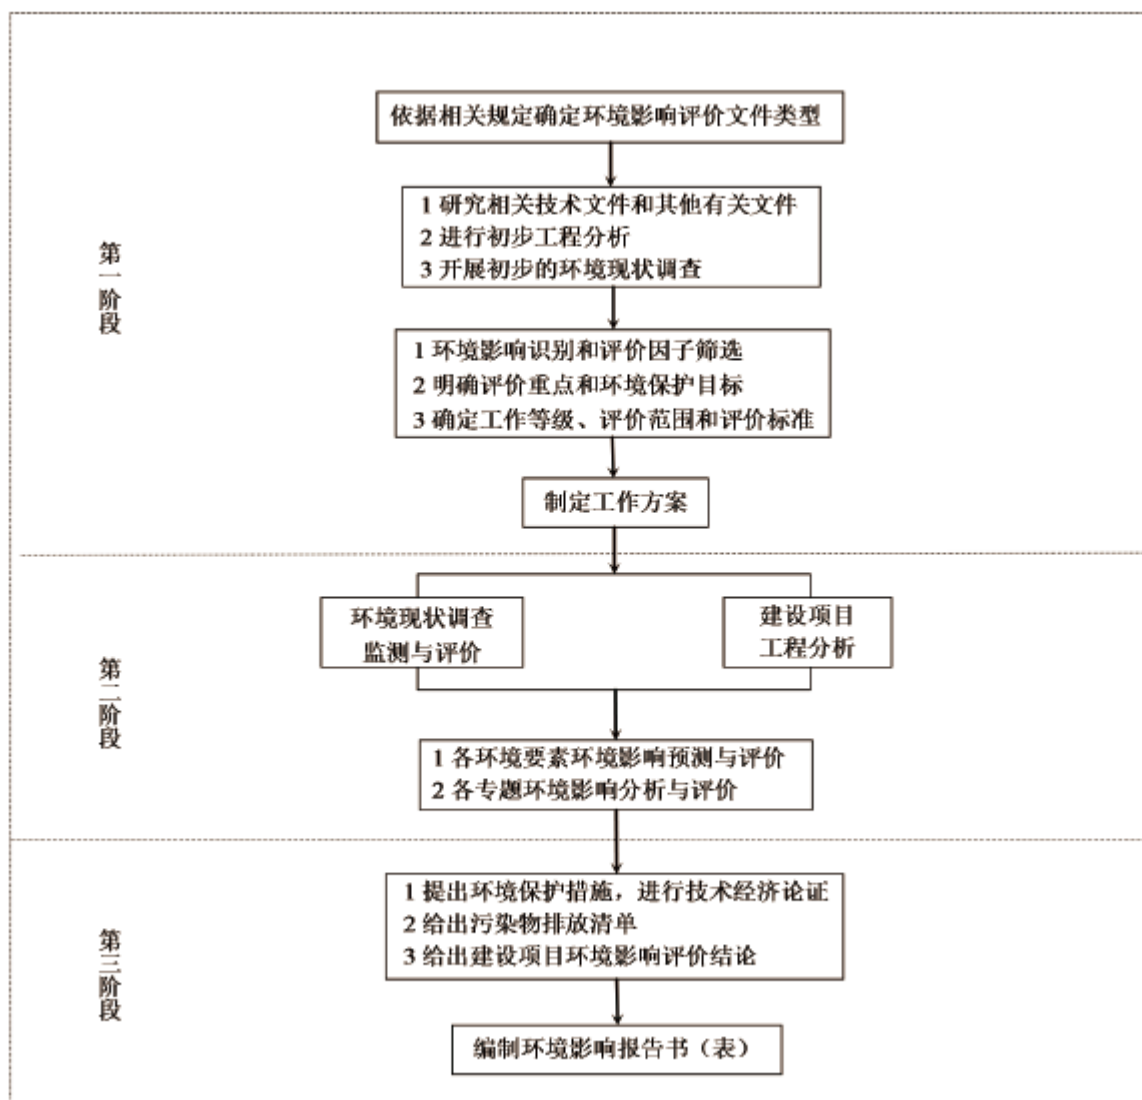 依据相关规定确定环境影响评价文件类型
1 研究相关技术文件和其他有关文件
2 进行初步工程分析
3 开展初步的环境现状调查
第一阶段
1 环境影响识别和评价因子筛选
2 明确评价重点和环境保护目标
3 确定工作等级、评价范围和评价标准
制定工作方案
环境现状调查
监测与评价
建设项目
工程分析
第二阶段
1 各环境要素环境影响预测与评价
2 各专题环境影响分析与评价
1 提出环境保护措施，进行技术经济论证
2 给出污染物排放清单
3 给出建设项目环境影响评价结论
第三阶段
编制环境影响报告书（表）